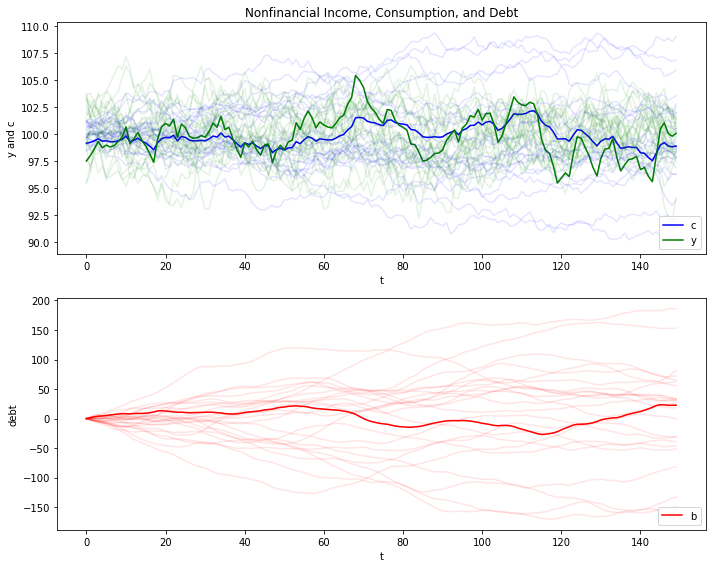 Nonfinancial Income, Consumption, and Debt
110.0
107.5
105.0
102.5
100.0
97.5
95.0
92.5
90.0
y and c
c
y
0 20 40 60 80 100 120 140
t
200
150
100
50
0
−50
−100
−150
debt
b
0 20 40 60 80 100 120 140
t